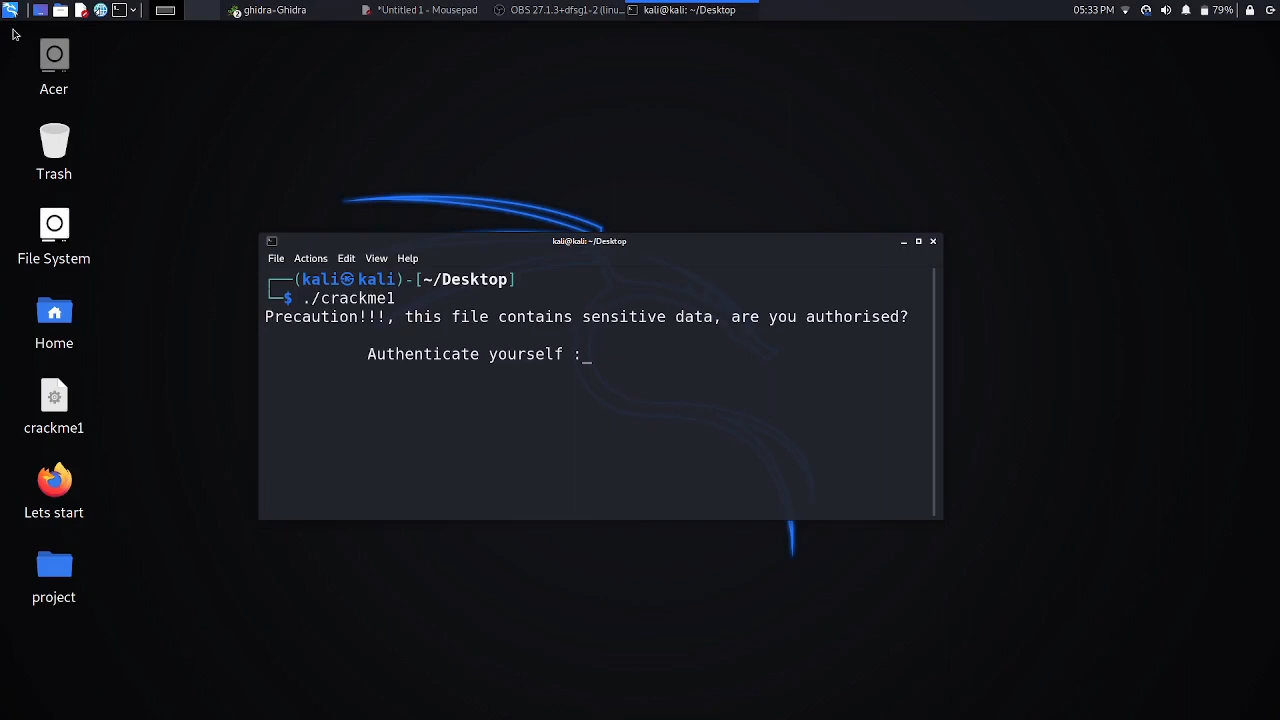 ghidra-Ghidra
*Untitled 1 - Mousepad
OBS 27.1.3+dfsg1-2 (linu...
kali@kali: ~/Desktop
05:33 PM
79%
Acer
Trash
File System
Home
crackme1
Lets start
project
kali@kali: ~/Desktop
File Actions Edit View Help
┌──(kali㉿kali)-[~/Desktop]
└─$ ./crackme1
Precaution!!!, this file contains sensitive data, are you authorised?
Authenticate yourself :_